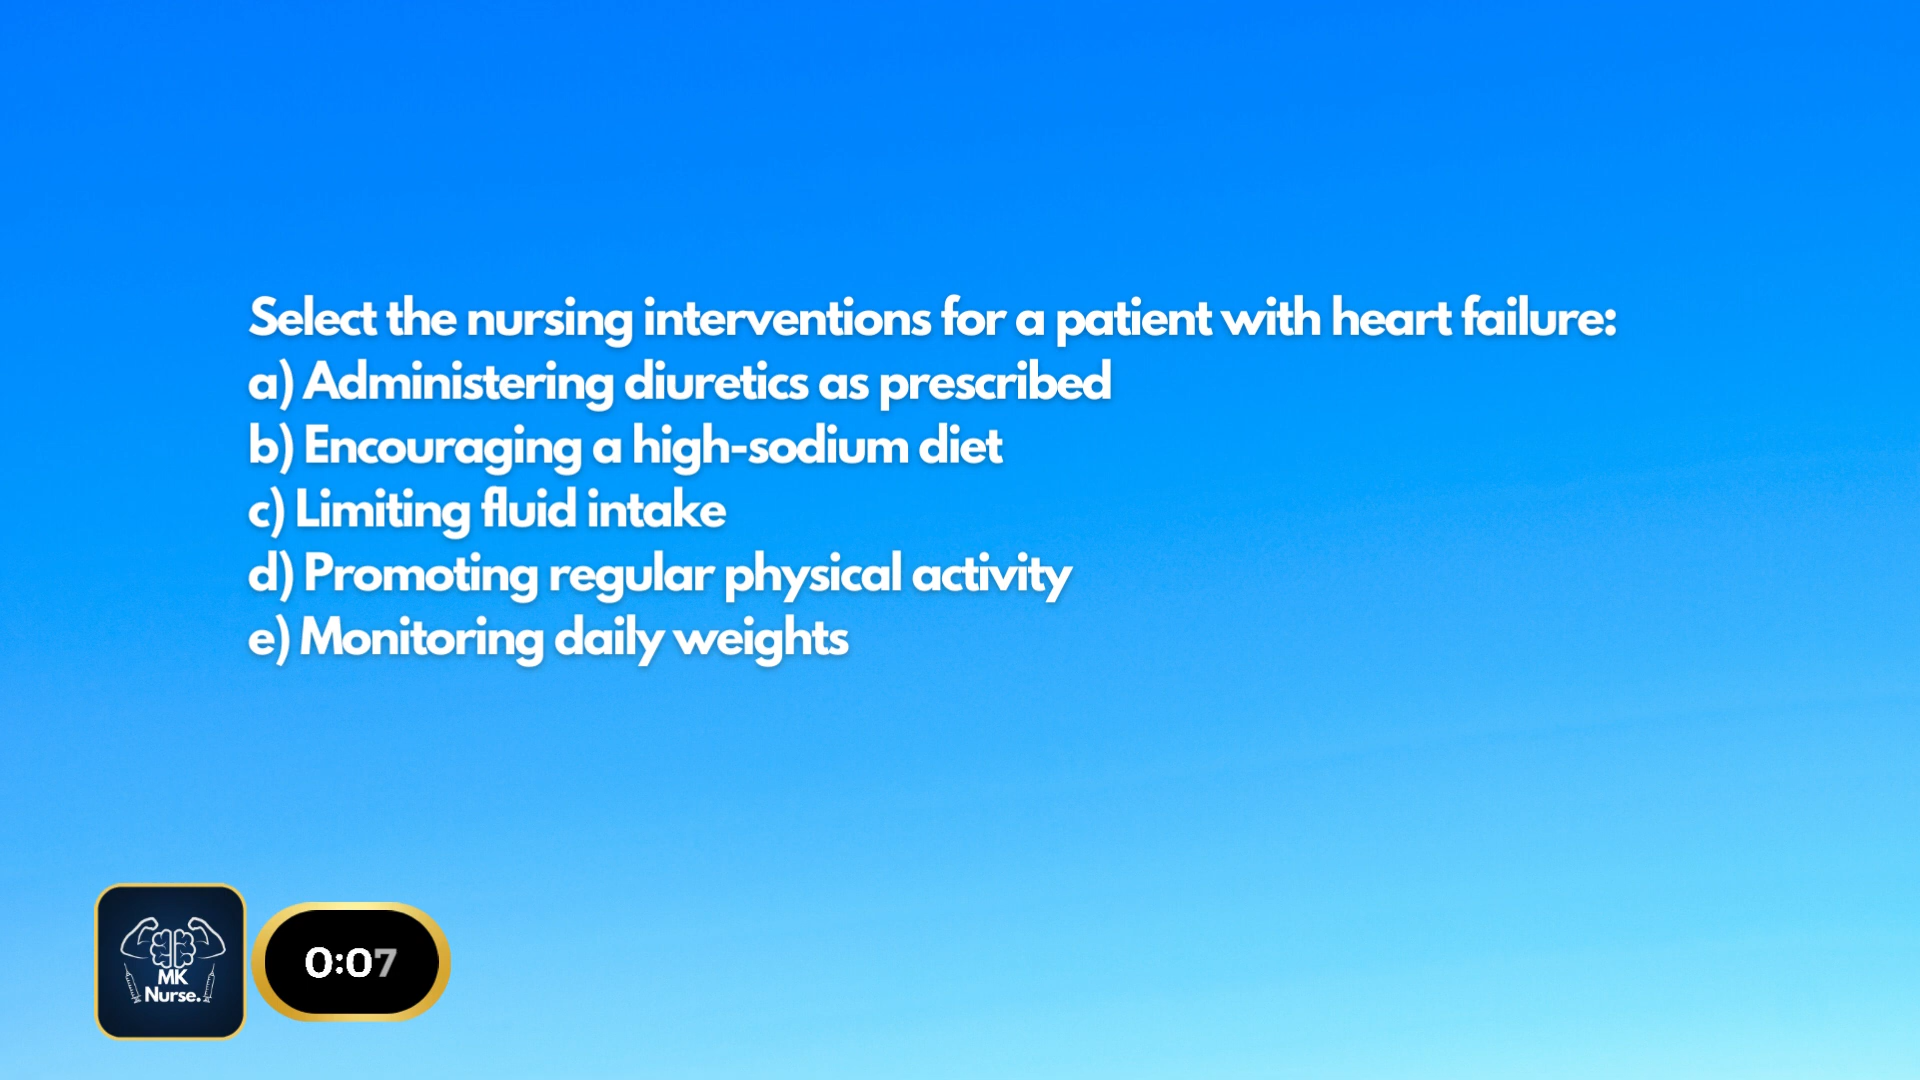 Select the nursing interventions for a patient with heart failure:
a) Administering diuretics as prescribed
b) Encouraging a high-sodium diet
c) Limiting fluid intake
d) Promoting regular physical activity
e) Monitoring daily weights
MK
Nurse.
0:07